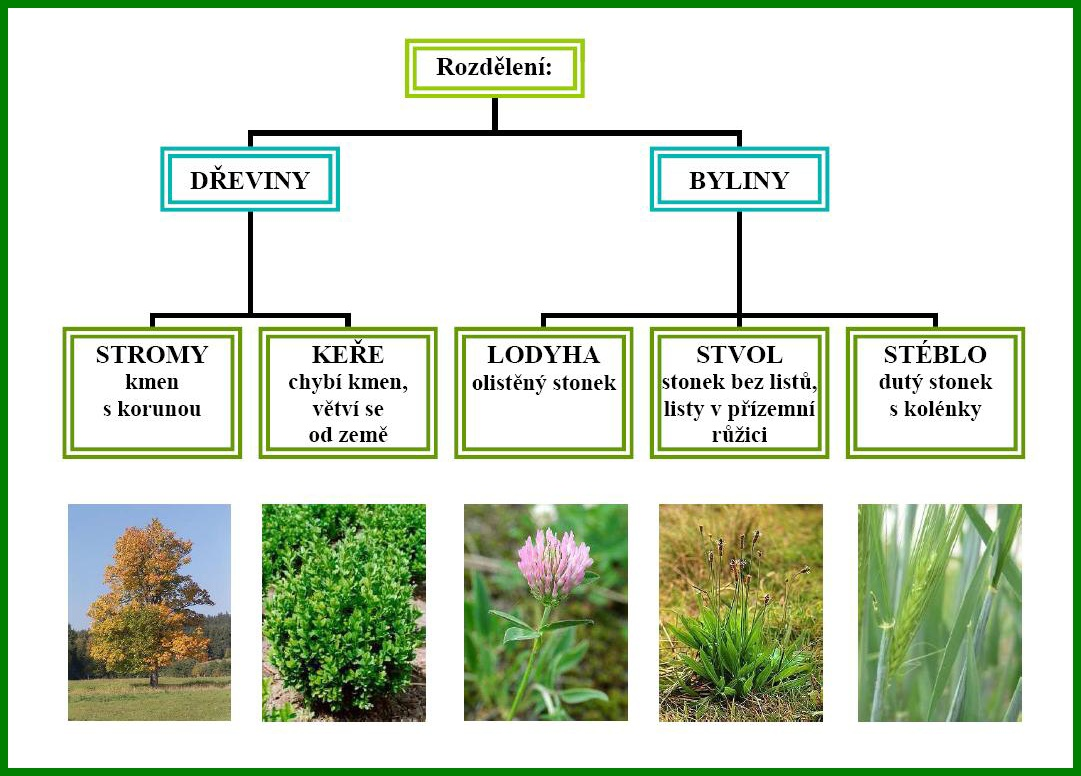 Rozdělení:
DŘEVINY
BYLINY
STROMY
kmen
s korunou
KEŘE
chybí kmen,
větví se
od země
LODYHA
olistěný stonek
STVOL
stonek bez listů,
listy v přízemní
růžici
STÉBLO
dutý stonek
s kolénky